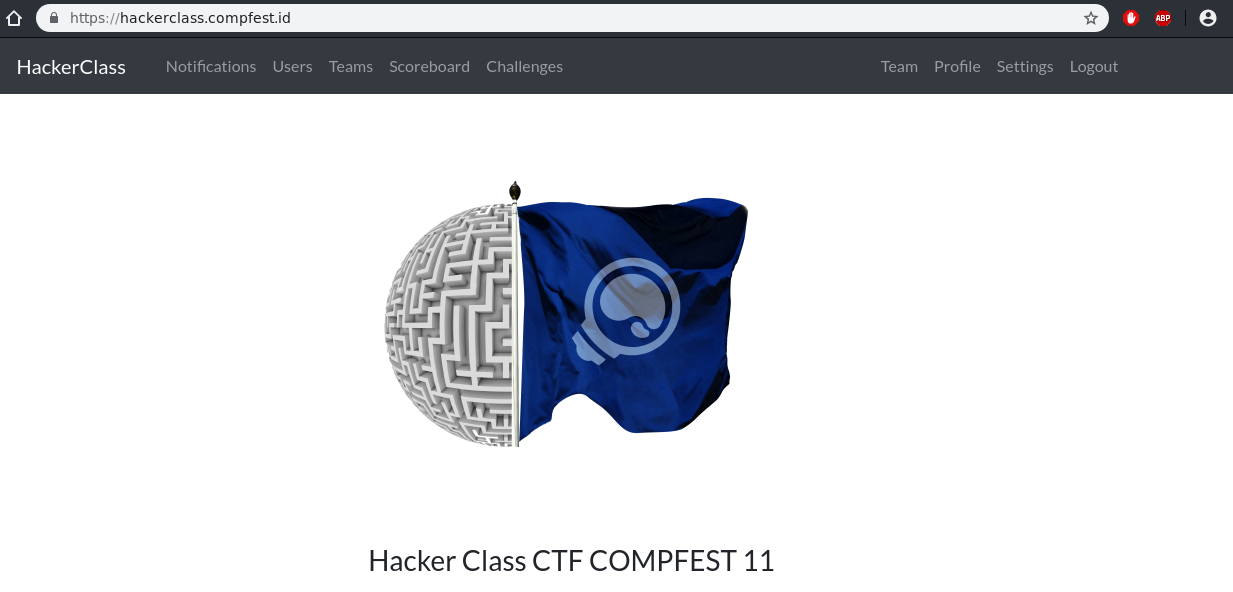 https://hackerclass.compfest.id
ABP
HackerClass Notifications Users Teams Scoreboard Challenges Team Profile Settings Logout
Hacker Class CTF COMPFEST 11